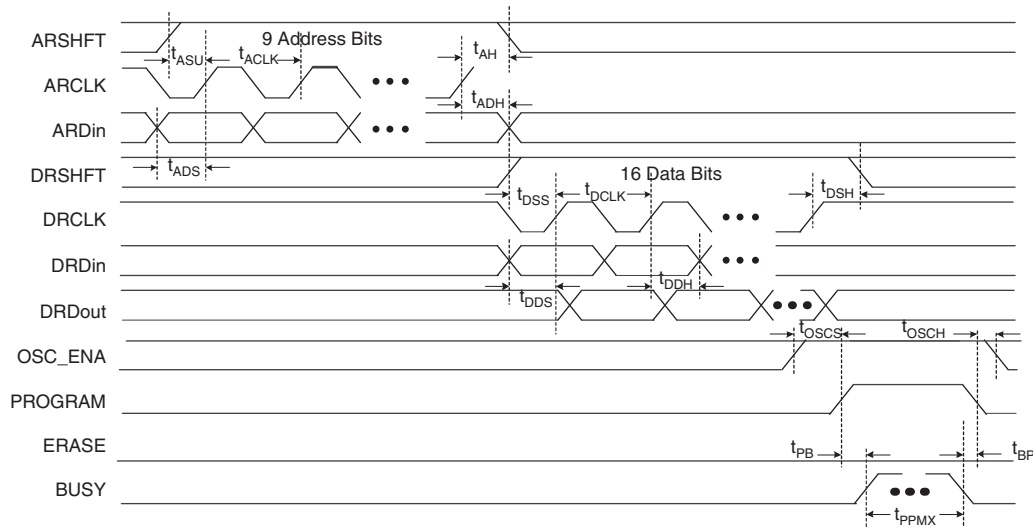 ARSHFT
9 Address Bits
tASU
tACLK
tAH
ARCLK
tADH
ARDin
tADS
DRSHFT
16 Data Bits
tDSS
tDCLK
tDSH
DRCLK
DRDin
tDDS
tDDH
DRDout
tOSCS
tOSCH
OSC_ENA
PROGRAM
ERASE
tPB
tBP
BUSY
tPPMX